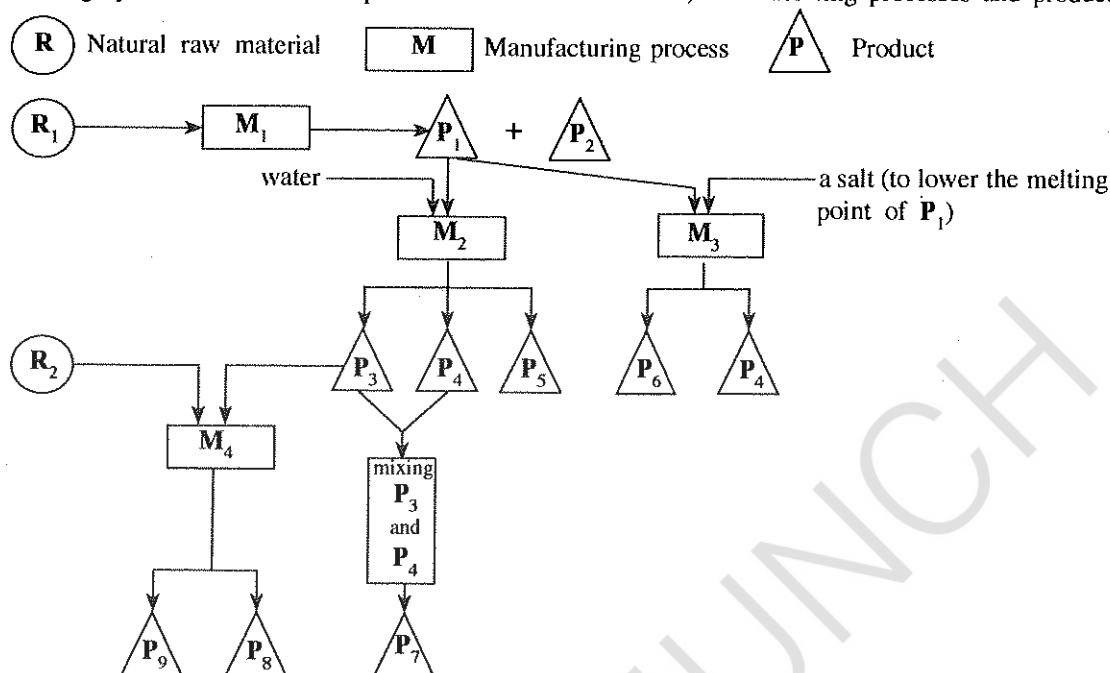 R Natural raw material M Manufacturing process P Product
R₁ M₁ P₁ + P₂
water
a salt (to lower the melting
point of P₁)
M₂ M₃
R₂ P₃ P₄ P₅ P₆ P₄
M₄
mixing
P₃
and
P₄
P₉ P₈ P₇
UNCH